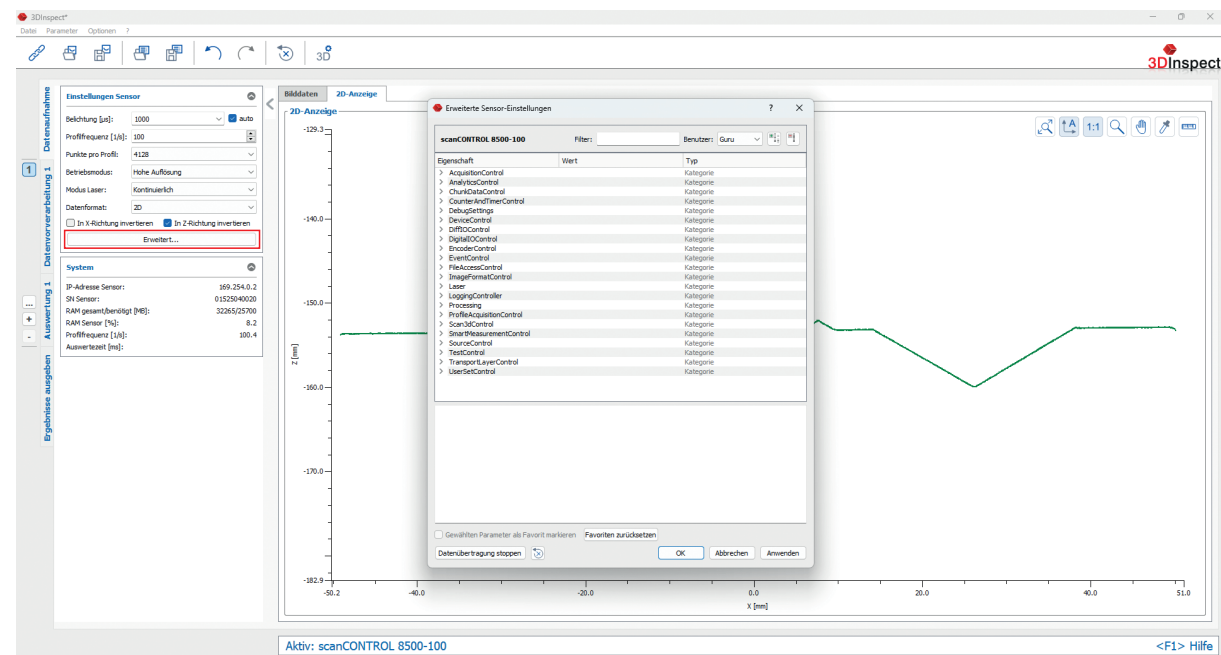 3DInspect*
Datei Parameter Optionen ?
3D
3DInspect
Datenaufnahme
Datenvorverarbeitung 1
Auswertung 1
Ergebnisse ausgeben
1
...
+
-
Einstellungen Sensor
Belichtung [µs]: 1000 auto
Profilfrequenz [1/s]: 100
Punkte pro Profil: 4128
Betriebsmodus: Hohe Auflösung
Modus Laser: Kontinuierlich
Datenformat: 2D
In X-Richtung invertieren In Z-Richtung invertieren
Erweitert...
System
IP-Adresse Sensor: 169.254.0.2
SN Sensor: 01525040020
RAM gesamt/benötigt [MB]: 32265/25700
RAM Sensor [%]: 8.2
Profilfrequenz [1/s]: 100.4
Auswertezeit [ms]:
Bilddaten 2D-Anzeige
2D-Anzeige
1:1
-129.3
-140.0
-150.0
-160.0
-170.0
-182.9
Z [mm]
-50.2 -40.0 -20.0 0.0 20.0 40.0 51.0
X [mm]
Erweiterte Sensor-Einstellungen ? ×
scanCONTROL 8500-100 Filter: Benutzer: Guru
Eigenschaft Wert Typ
AcquisitionControl Kategorie
AnalyticsControl Kategorie
ChunkDataControl Kategorie
CounterAndTimerControl Kategorie
DebugSettings Kategorie
DeviceControl Kategorie
DiffIOControl Kategorie
DigitalIOControl Kategorie
EncoderControl Kategorie
EventControl Kategorie
FileAccessControl Kategorie
ImageFormatControl Kategorie
Laser Kategorie
LoggingController Kategorie
Processing Kategorie
ProfileAcquisitionControl Kategorie
Scan3dControl Kategorie
SmartMeasurementControl Kategorie
SourceControl Kategorie
TestControl Kategorie
TransportLayerControl Kategorie
UserSetControl Kategorie
Gewählten Parameter als Favorit markieren Favoriten zurücksetzen
Datenübertragung stoppen OK Abbrechen Anwenden
Aktiv: scanCONTROL 8500-100 <F1> Hilfe